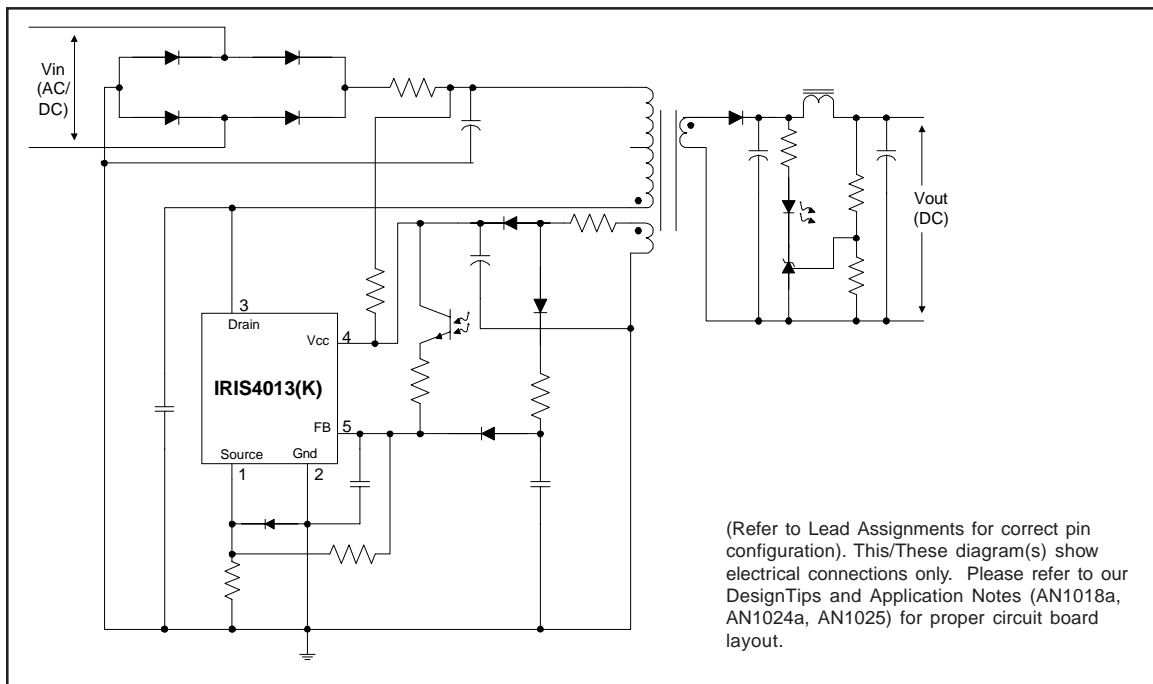 Vin
(AC/
DC)
Vout
(DC)
3
Drain
Vcc
4
IRIS4013(K)
FB
5
Source
Gnd
1
2
(Refer to Lead Assignments for correct pin
configuration). This/These diagram(s) show
electrical connections only. Please refer to our
DesignTips and Application Notes (AN1018a,
AN1024a, AN1025) for proper circuit board
layout.